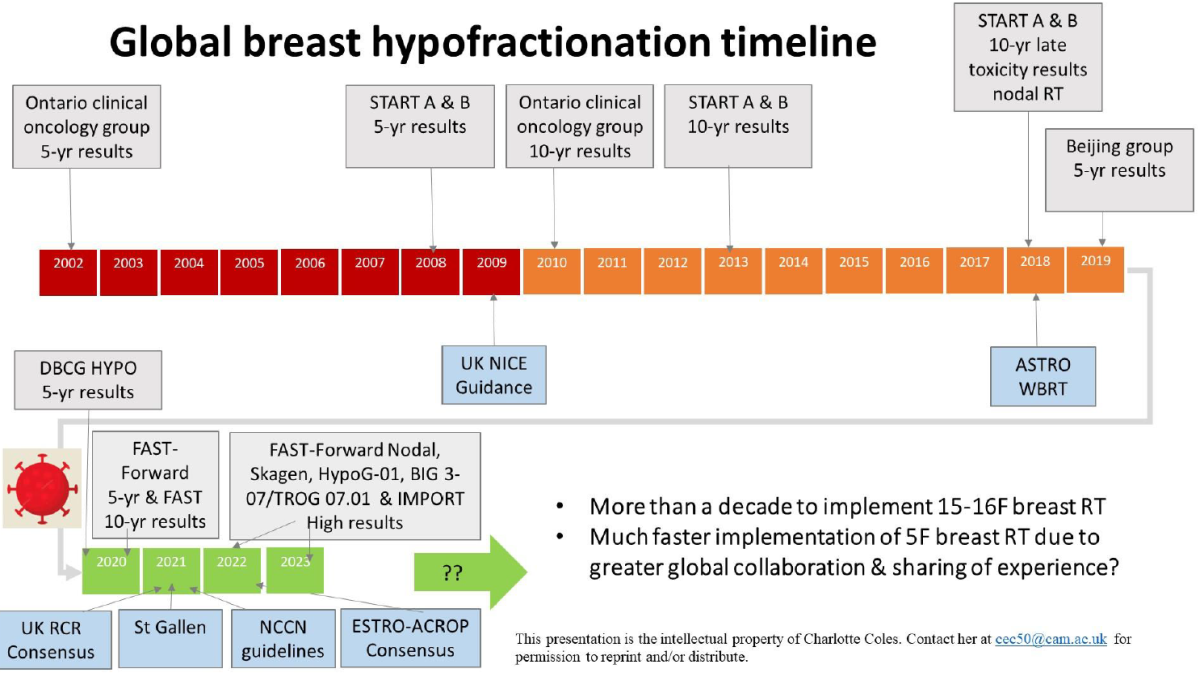 Global breast hypofractionation timeline
START A & B
10-yr late
toxicity results
nodal RT
Ontario clinical
oncology group
5-yr results
START A & B
5-yr results
Ontario clinical
oncology group
10-yr results
START A & B
10-yr results
Beijing group
5-yr results
2002 2003 2004 2005 2006 2007 2008 2009 2010 2011 2012 2013 2014 2015 2016 2017 2018 2019
UK NICE
Guidance
ASTRO
WBRT
DBCG HYPO
5-yr results
FAST-
Forward
5-yr & FAST
10-yr results
FAST-Forward Nodal,
Skagen, HypoG-01, BIG 3-
07/TROG 07.01 & IMPORT
High results
2020 2021 2022 2023
??
UK RCR
Consensus
St Gallen
NCCN
guidelines
ESTRO-ACROP
Consensus
• More than a decade to implement 15-16F breast RT
• Much faster implementation of 5F breast RT due to
greater global collaboration & sharing of experience?
This presentation is the intellectual property of Charlotte Coles. Contact her at cec50@cam.ac.uk for
permission to reprint and/or distribute.